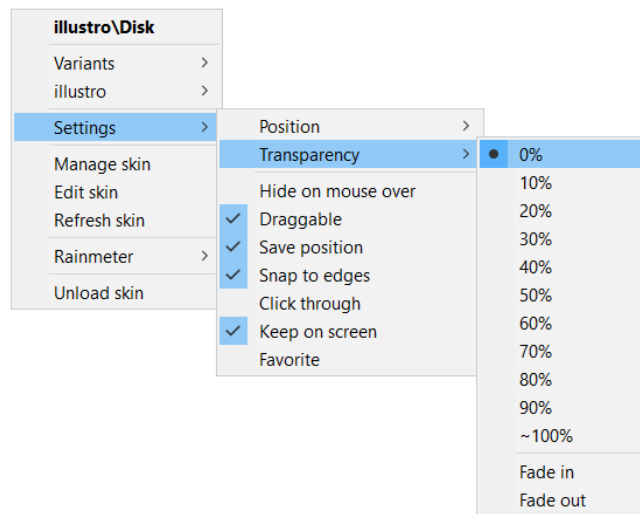 illustro\Disk
Variants
illustro
Settings
Manage skin
Edit skin
Refresh skin
Rainmeter
Unload skin
Position
Transparency
Hide on mouse over
Draggable
Save position
Snap to edges
Click through
Keep on screen
Favorite
0%
10%
20%
30%
40%
50%
60%
70%
80%
90%
~100%
Fade in
Fade out